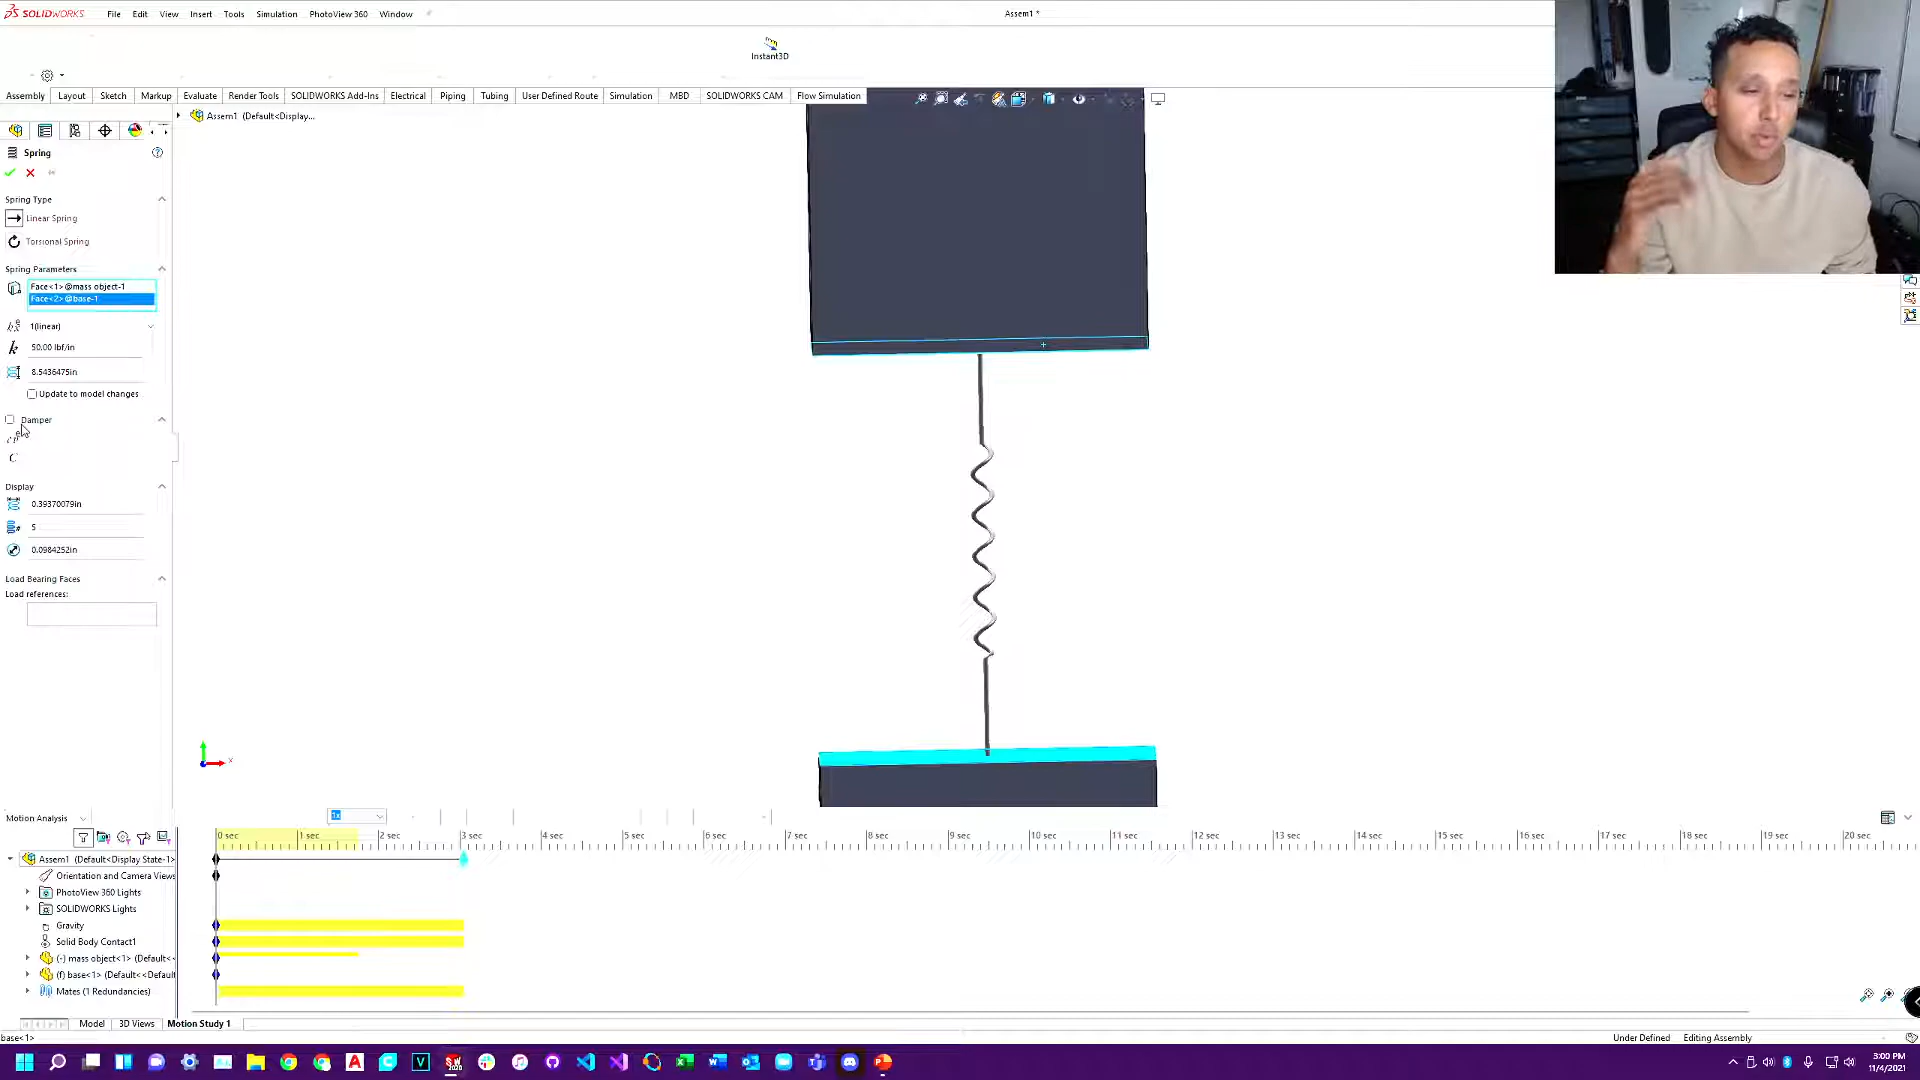 SOLIDWORKS File Edit View Insert Tools Simulation PhotoView 360 Window Assem1 *
Instant3D
Assembly Layout Sketch Markup Evaluate Render Tools SOLIDWORKS Add-Ins Electrical Piping Tubing User Defined Route Simulation MBD SOLIDWORKS CAM Flow Simulation
Assem1 (Default<Display...
Spring
Spring Type
Linear Spring
Torsional Spring
Spring Parameters
Face<1>@mass object-1
Face<2>@base-1
1(linear)
k 50.00 lbf/in
8.5436475in
Update to model changes
Damper
C
Display
0.39370079in
5
0.0984252in
Load Bearing Faces
Load references:
X
Motion Analysis 1x
0 sec 1 sec 2 sec 3 sec 4 sec 5 sec 6 sec 7 sec 8 sec 9 sec 10 sec 11 sec 12 sec 13 sec 14 sec 15 sec 16 sec 17 sec 18 sec 19 sec 20 sec
Assem1 (Default<Display State-1>
Orientation and Camera Views
PhotoView 360 Lights
SOLIDWORKS Lights
Gravity
Solid Body Contact1
(-) mass object<1> (Default<<
(f) base<1> (Default<<Default
Mates (1 Redundancies)
Model 3D Views Motion Study 1
base<1> Under Defined Editing Assembly
3:00 PM
11/4/2021